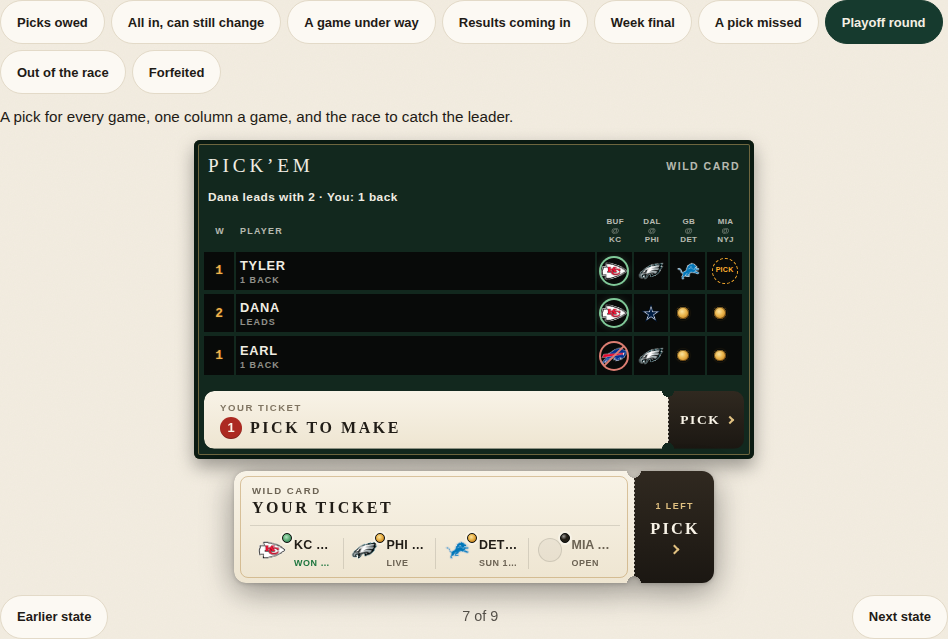 Picks owed
All in, can still change
A game under way
Results coming in
Week final
A pick missed
Playoff round
Out of the race
Forfeited
A pick for every game, one column a game, and the race to catch the leader.
PICK’EM
WILD CARD
Dana leads with 2 · You: 1 back
W PLAYER BUF @ KC DAL @ PHI GB @ DET MIA @ NYJ
1 TYLER PICK
1 BACK
2 DANA
LEADS
1 EARL
1 BACK
YOUR TICKET
1 PICK TO MAKE
PICK
WILD CARD
YOUR TICKET
1 LEFT
PICK
KC ... PHI ... DET... MIA ...
WON ... LIVE SUN 1... OPEN
Earlier state
7 of 9
Next state